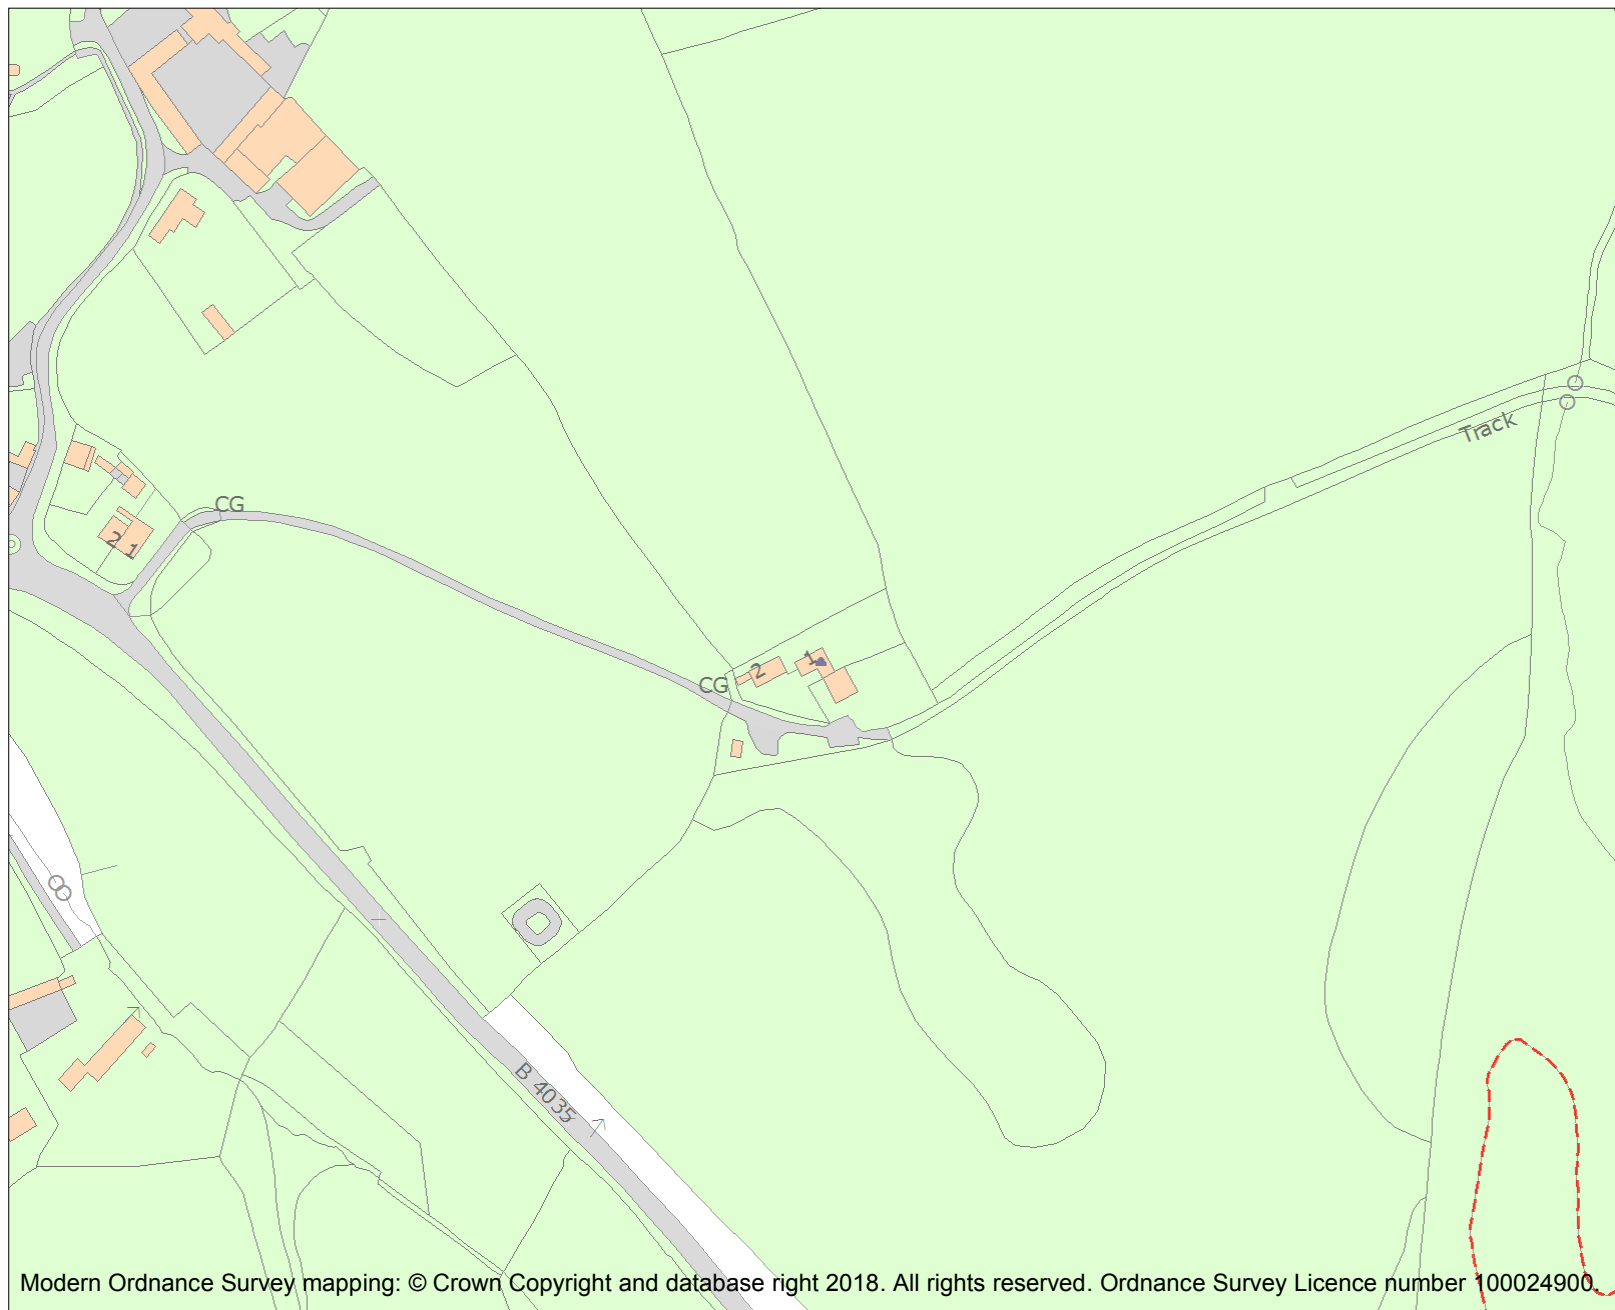 Track
CG
2 1
1
2
CG
B 4035
Modern Ordnance Survey mapping: © Crown Copyright and database right 2018. All rights reserved. Ordnance Survey Licence number 100024900.